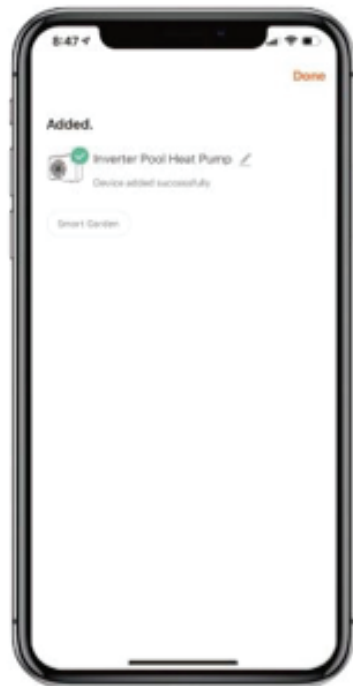 8:47
Done
Added.
Inverter Pool Heat Pump
Device added successfully
Smart Garden